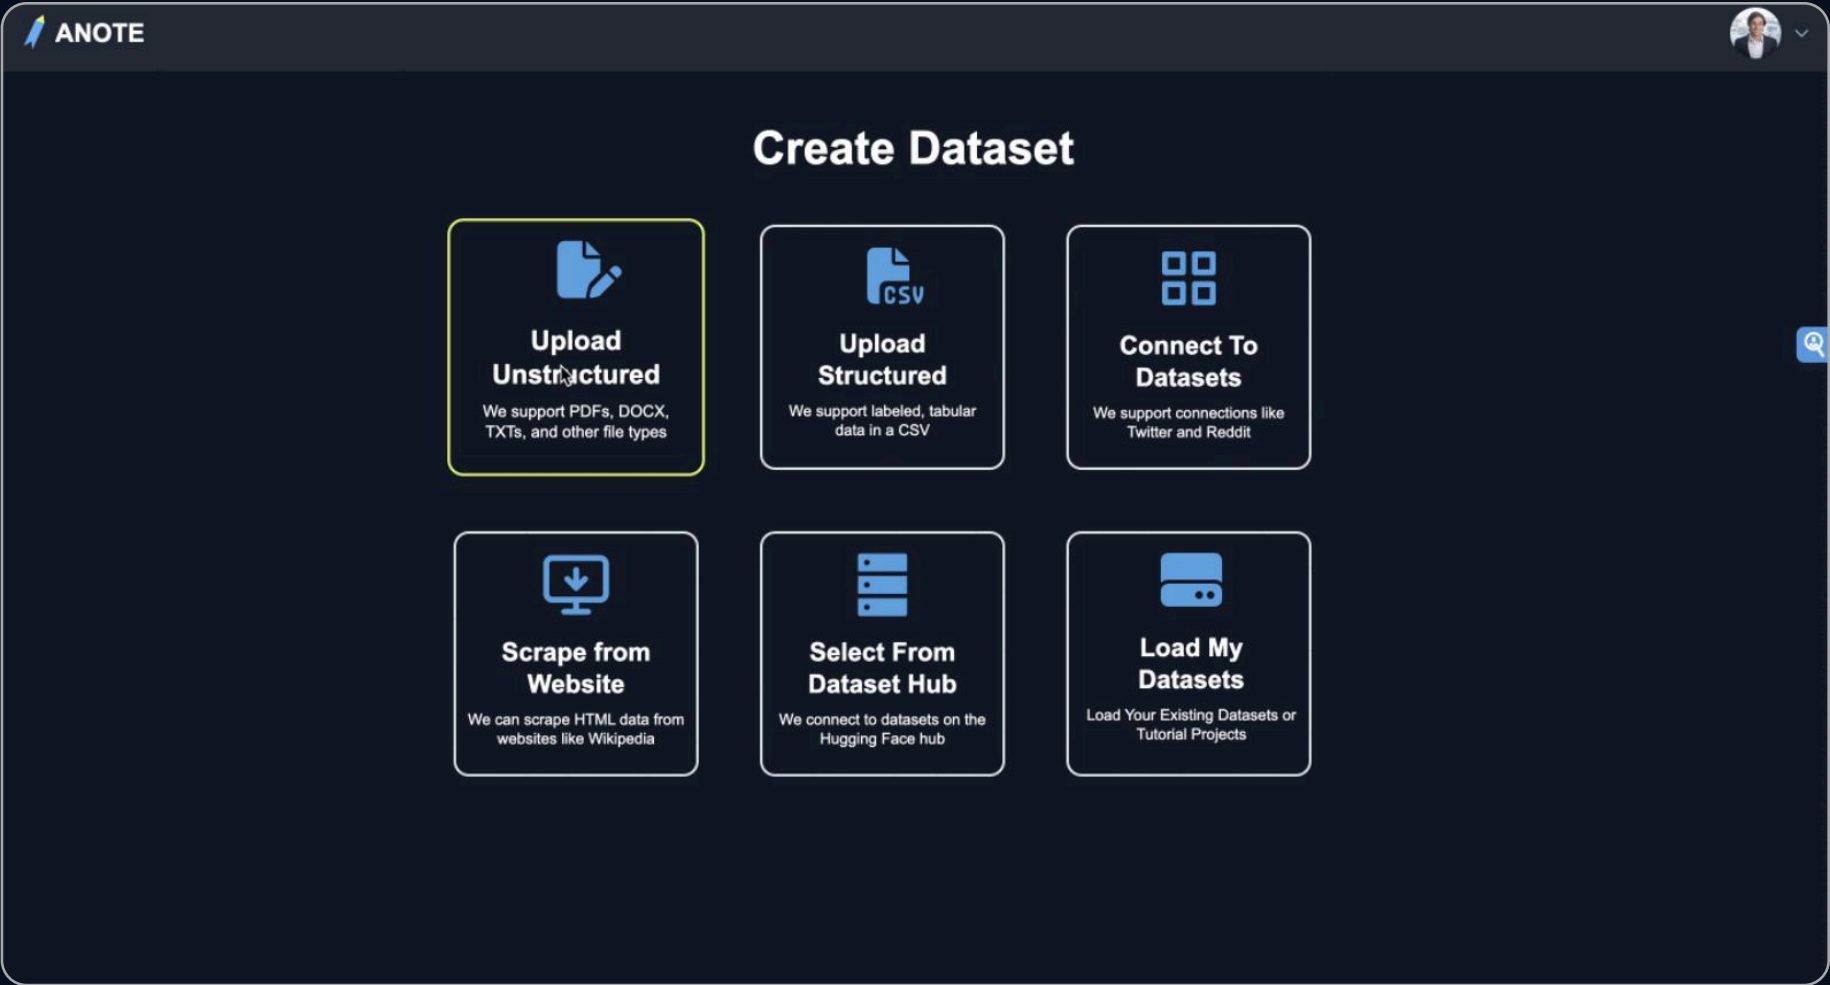 ANOTE
Create Dataset
Upload
Unstructured
We support PDFs, DOCX,
TXTs, and other file types
CSV
Upload
Structured
We support labeled, tabular
data in a CSV
Connect To
Datasets
We support connections like
Twitter and Reddit
Scrape from
Website
We can scrape HTML data from
websites like Wikipedia
Select From
Dataset Hub
We connect to datasets on the
Hugging Face hub
Load My
Datasets
Load Your Existing Datasets or
Tutorial Projects